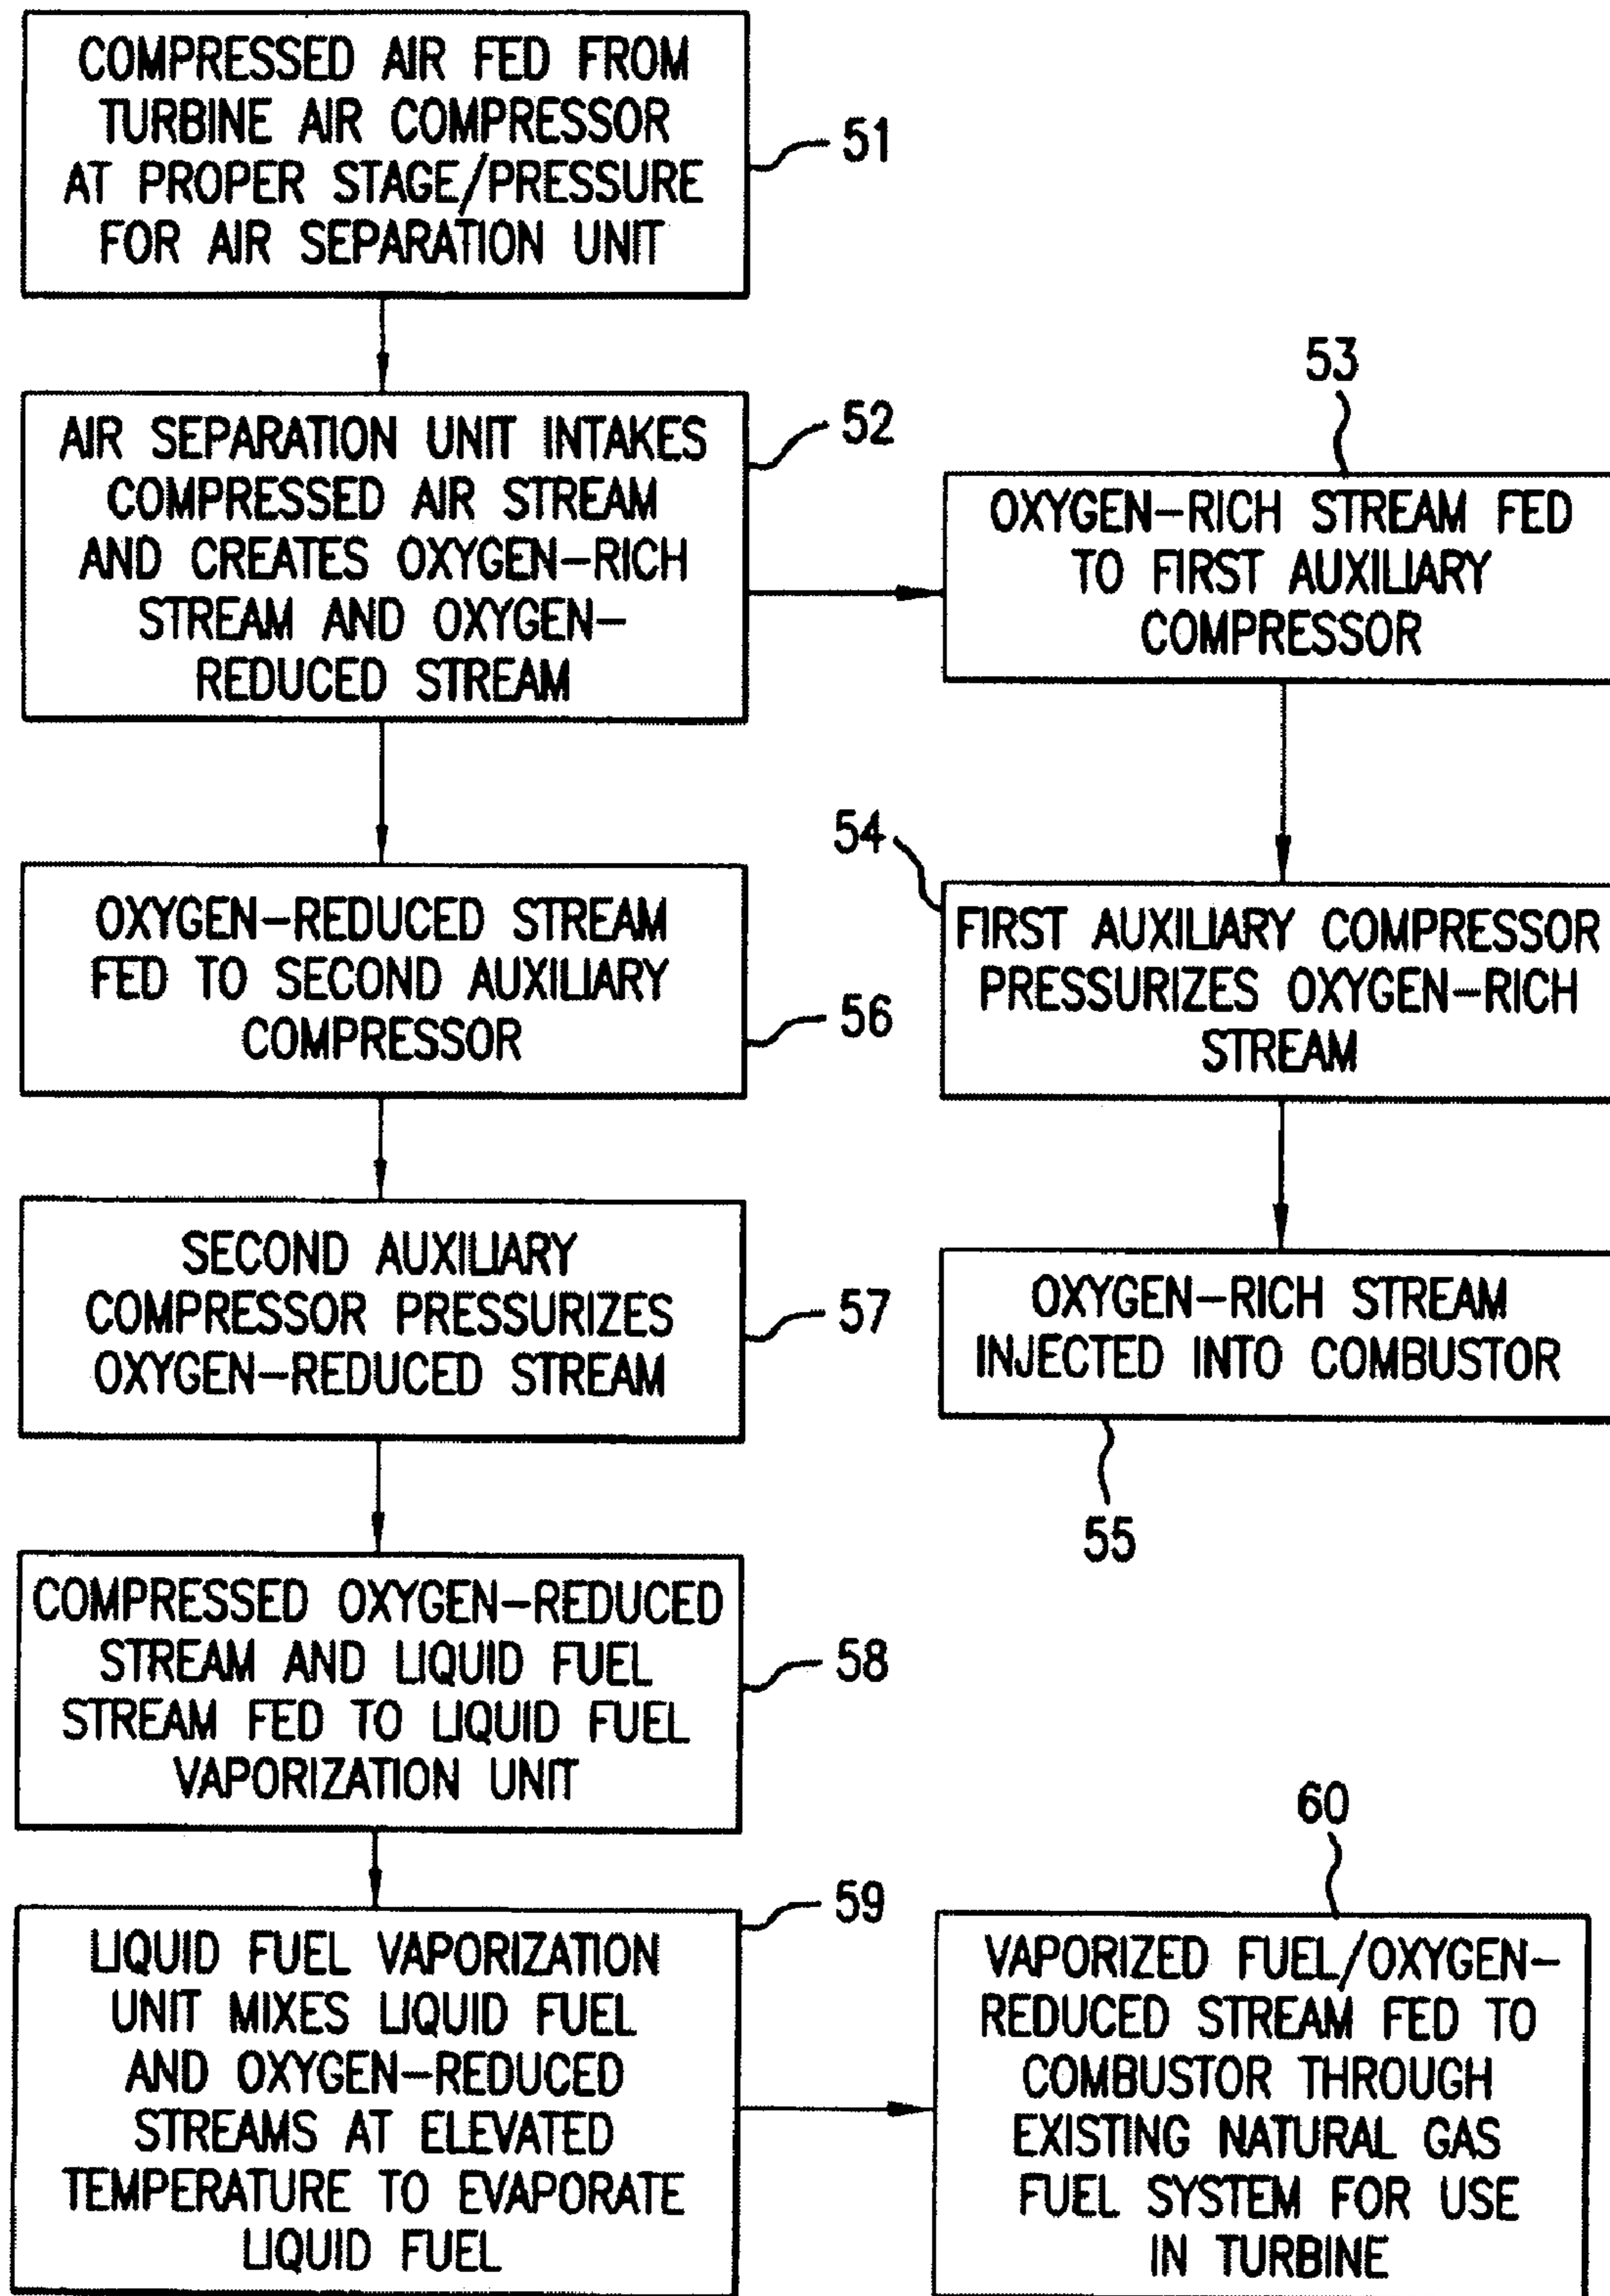 COMPRESSED AIR FED FROM
TURBINE AIR COMPRESSOR
AT PROPER STAGE/PRESSURE
FOR AIR SEPARATION UNIT
51
AIR SEPARATION UNIT INTAKES
COMPRESSED AIR STREAM
AND CREATES OXYGEN-RICH
STREAM AND OXYGEN-
REDUCED STREAM
52
53
OXYGEN-RICH STREAM FED
TO FIRST AUXILIARY
COMPRESSOR
54
FIRST AUXILIARY COMPRESSOR
PRESSURIZES OXYGEN-RICH
STREAM
OXYGEN-RICH STREAM
INJECTED INTO COMBUSTOR
55
OXYGEN-REDUCED STREAM
FED TO SECOND AUXILIARY
COMPRESSOR
56
SECOND AUXILIARY
COMPRESSOR PRESSURIZES
OXYGEN-REDUCED STREAM
57
COMPRESSED OXYGEN-REDUCED
STREAM AND LIQUID FUEL
STREAM FED TO LIQUID FUEL
VAPORIZATION UNIT
58
LIQUID FUEL VAPORIZATION
UNIT MIXES LIQUID FUEL
AND OXYGEN-REDUCED
STREAMS AT ELEVATED
TEMPERATURE TO EVAPORATE
LIQUID FUEL
59
60
VAPORIZED FUEL/OXYGEN-
REDUCED STREAM FED TO
COMBUSTOR THROUGH
EXISTING NATURAL GAS
FUEL SYSTEM FOR USE
IN TURBINE